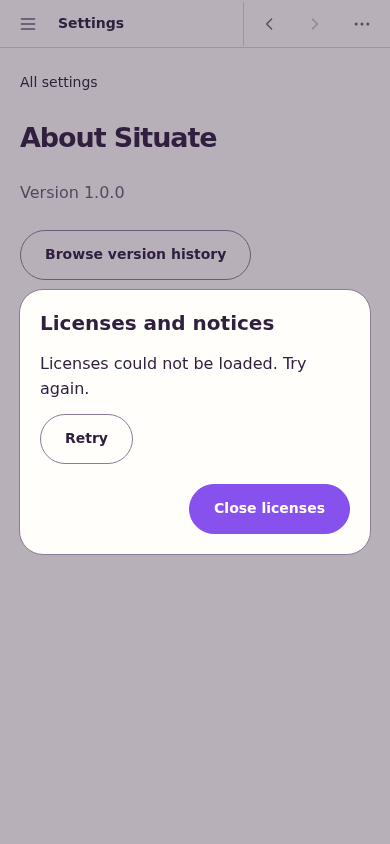 Settings
All settings
About Situate
Version 1.0.0
Browse version history
Licenses and notices
Licenses could not be loaded. Try
again.
Retry
Close licenses